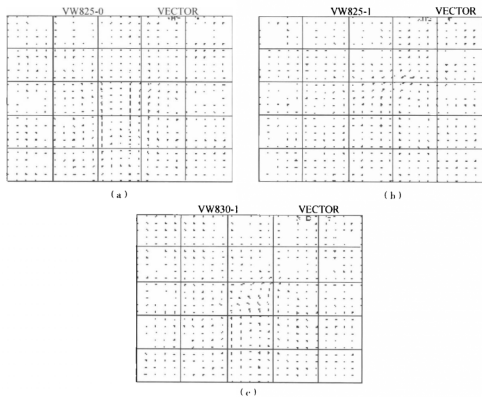 VW825-0 VECTOR
VW825-1 VECTOR
(a)
(b)
VW830-1 VECTOR
(c)